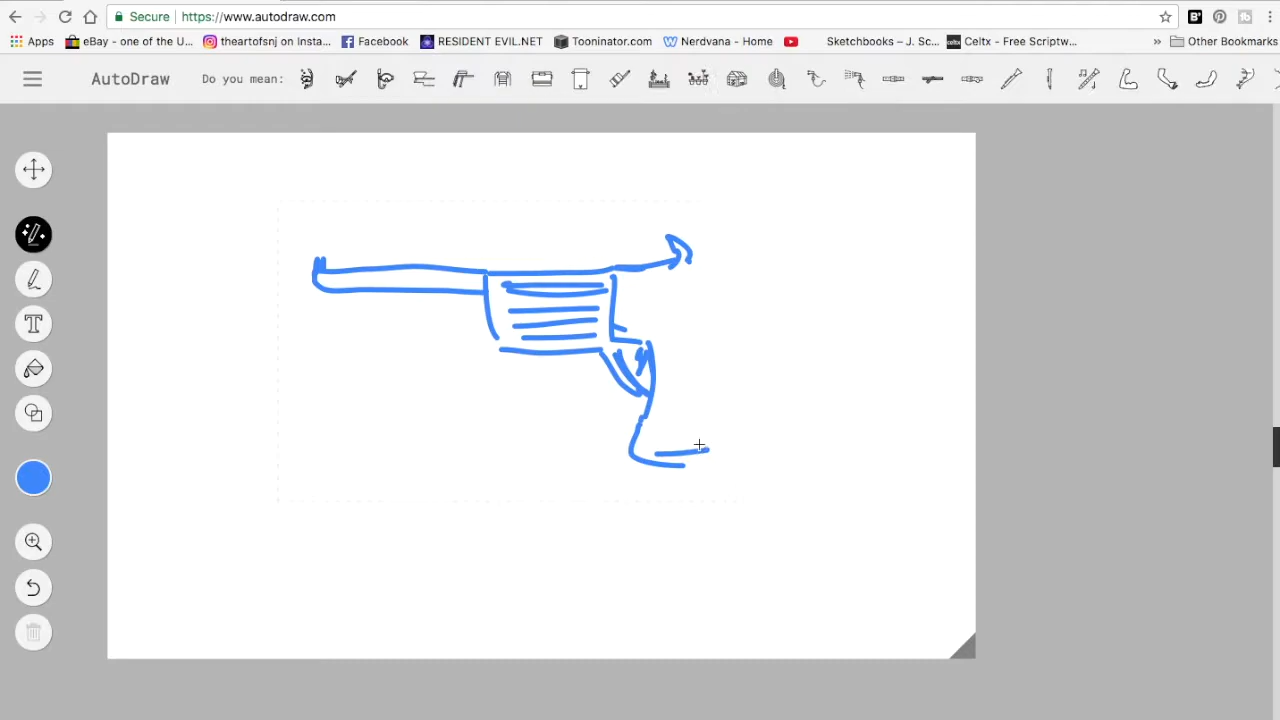 Secure https://www.autodraw.com
Apps eBay - one of the U... theartofsnj on Insta... Facebook RESIDENT EVIL.NET Tooninator.com Nerdvana - Home Sketchbooks – J. Sc... Celtx - Free Scriptw... » Other Bookmarks
AutoDraw Do you mean:
T